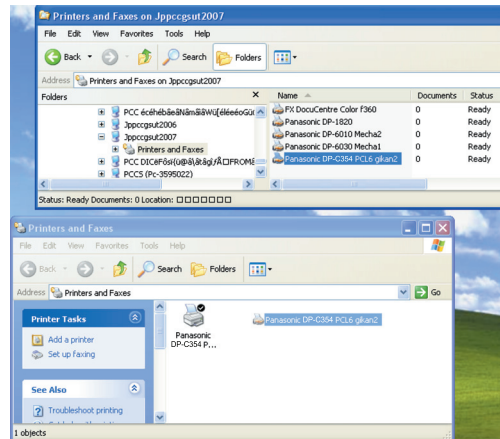 Printers and Faxes on Jppccgsut2007
File Edit View Favorites Tools Help
Back Search Folders
Address Printers and Faxes on Jppccgsut2007
Folders Name Documents Status
FX DocuCentre Color f360 0 Ready
Jppccgsut2006 Panasonic DP-1820 0 Ready
Jppccgsut2007 Panasonic DP-6010 Mecha2 0 Ready
Printers and Faxes Panasonic DP-6030 Mecha1 0 Ready
Panasonic DP-C354 PCL6 gikan2 0 Ready
PCC5 (Pc-3595022)
Status: Ready Documents: 0 Location: □□□□□□□
Printers and Faxes
File Edit View Favorites Tools Help
Back Search Folders
Address Printers and Faxes Go
Printer Tasks
Add a printer
Set up faxing
See Also
Troubleshoot printing
Panasonic
DP-C354 P...
Panasonic DP-C354 PCL6 gikan2
1 objects